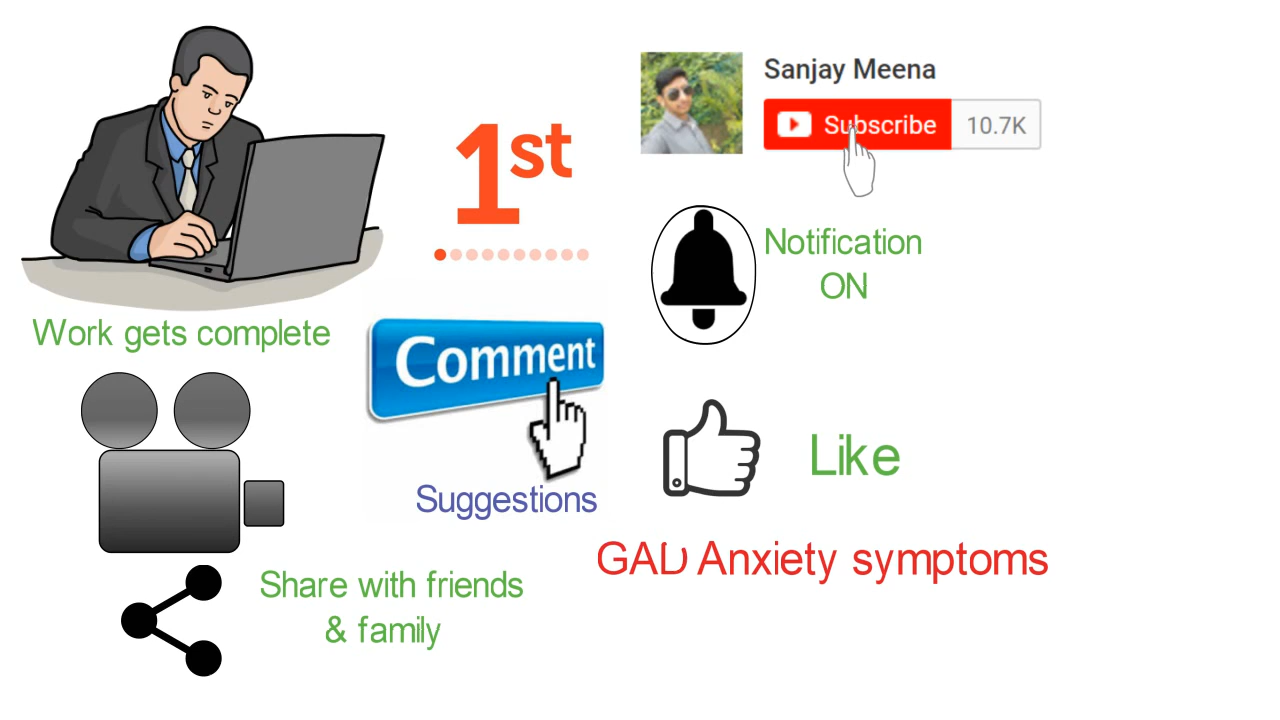 1st
Sanjay Meena
Subscribe 10.7K
Notification
ON
Work gets complete
Comment
Suggestions
Like
GAD Anxiety symptoms
Share with friends
& family